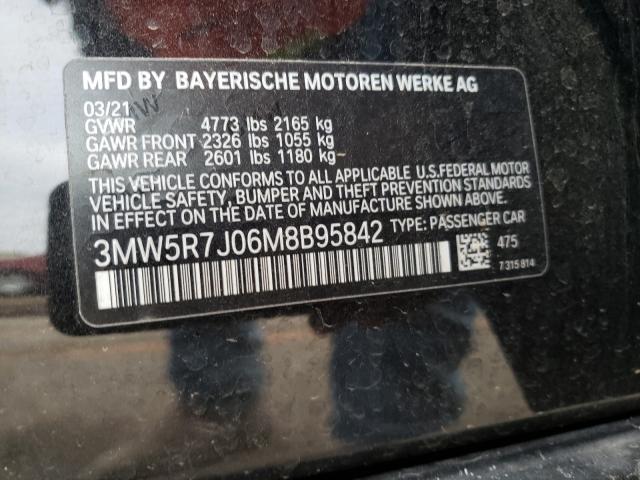 MFD BY BAYERISCHE MOTOREN WERKE AG
03/21
GVWR 4773 lbs 2165 kg
GAWR FRONT 2326 lbs 1055 kg
GAWR REAR 2601 lbs 1180 kg
THIS VEHICLE CONFORMS TO ALL APPLICABLE U.S.FEDERAL MOTOR
VEHICLE SAFETY, BUMPER AND THEFT PREVENTION STANDARDS
IN EFFECT ON THE DATE OF MANUFACTURE SHOWN ABOVE.
3MW5R7J06M8B95842 TYPE: PASSENGER CAR
475
7315814